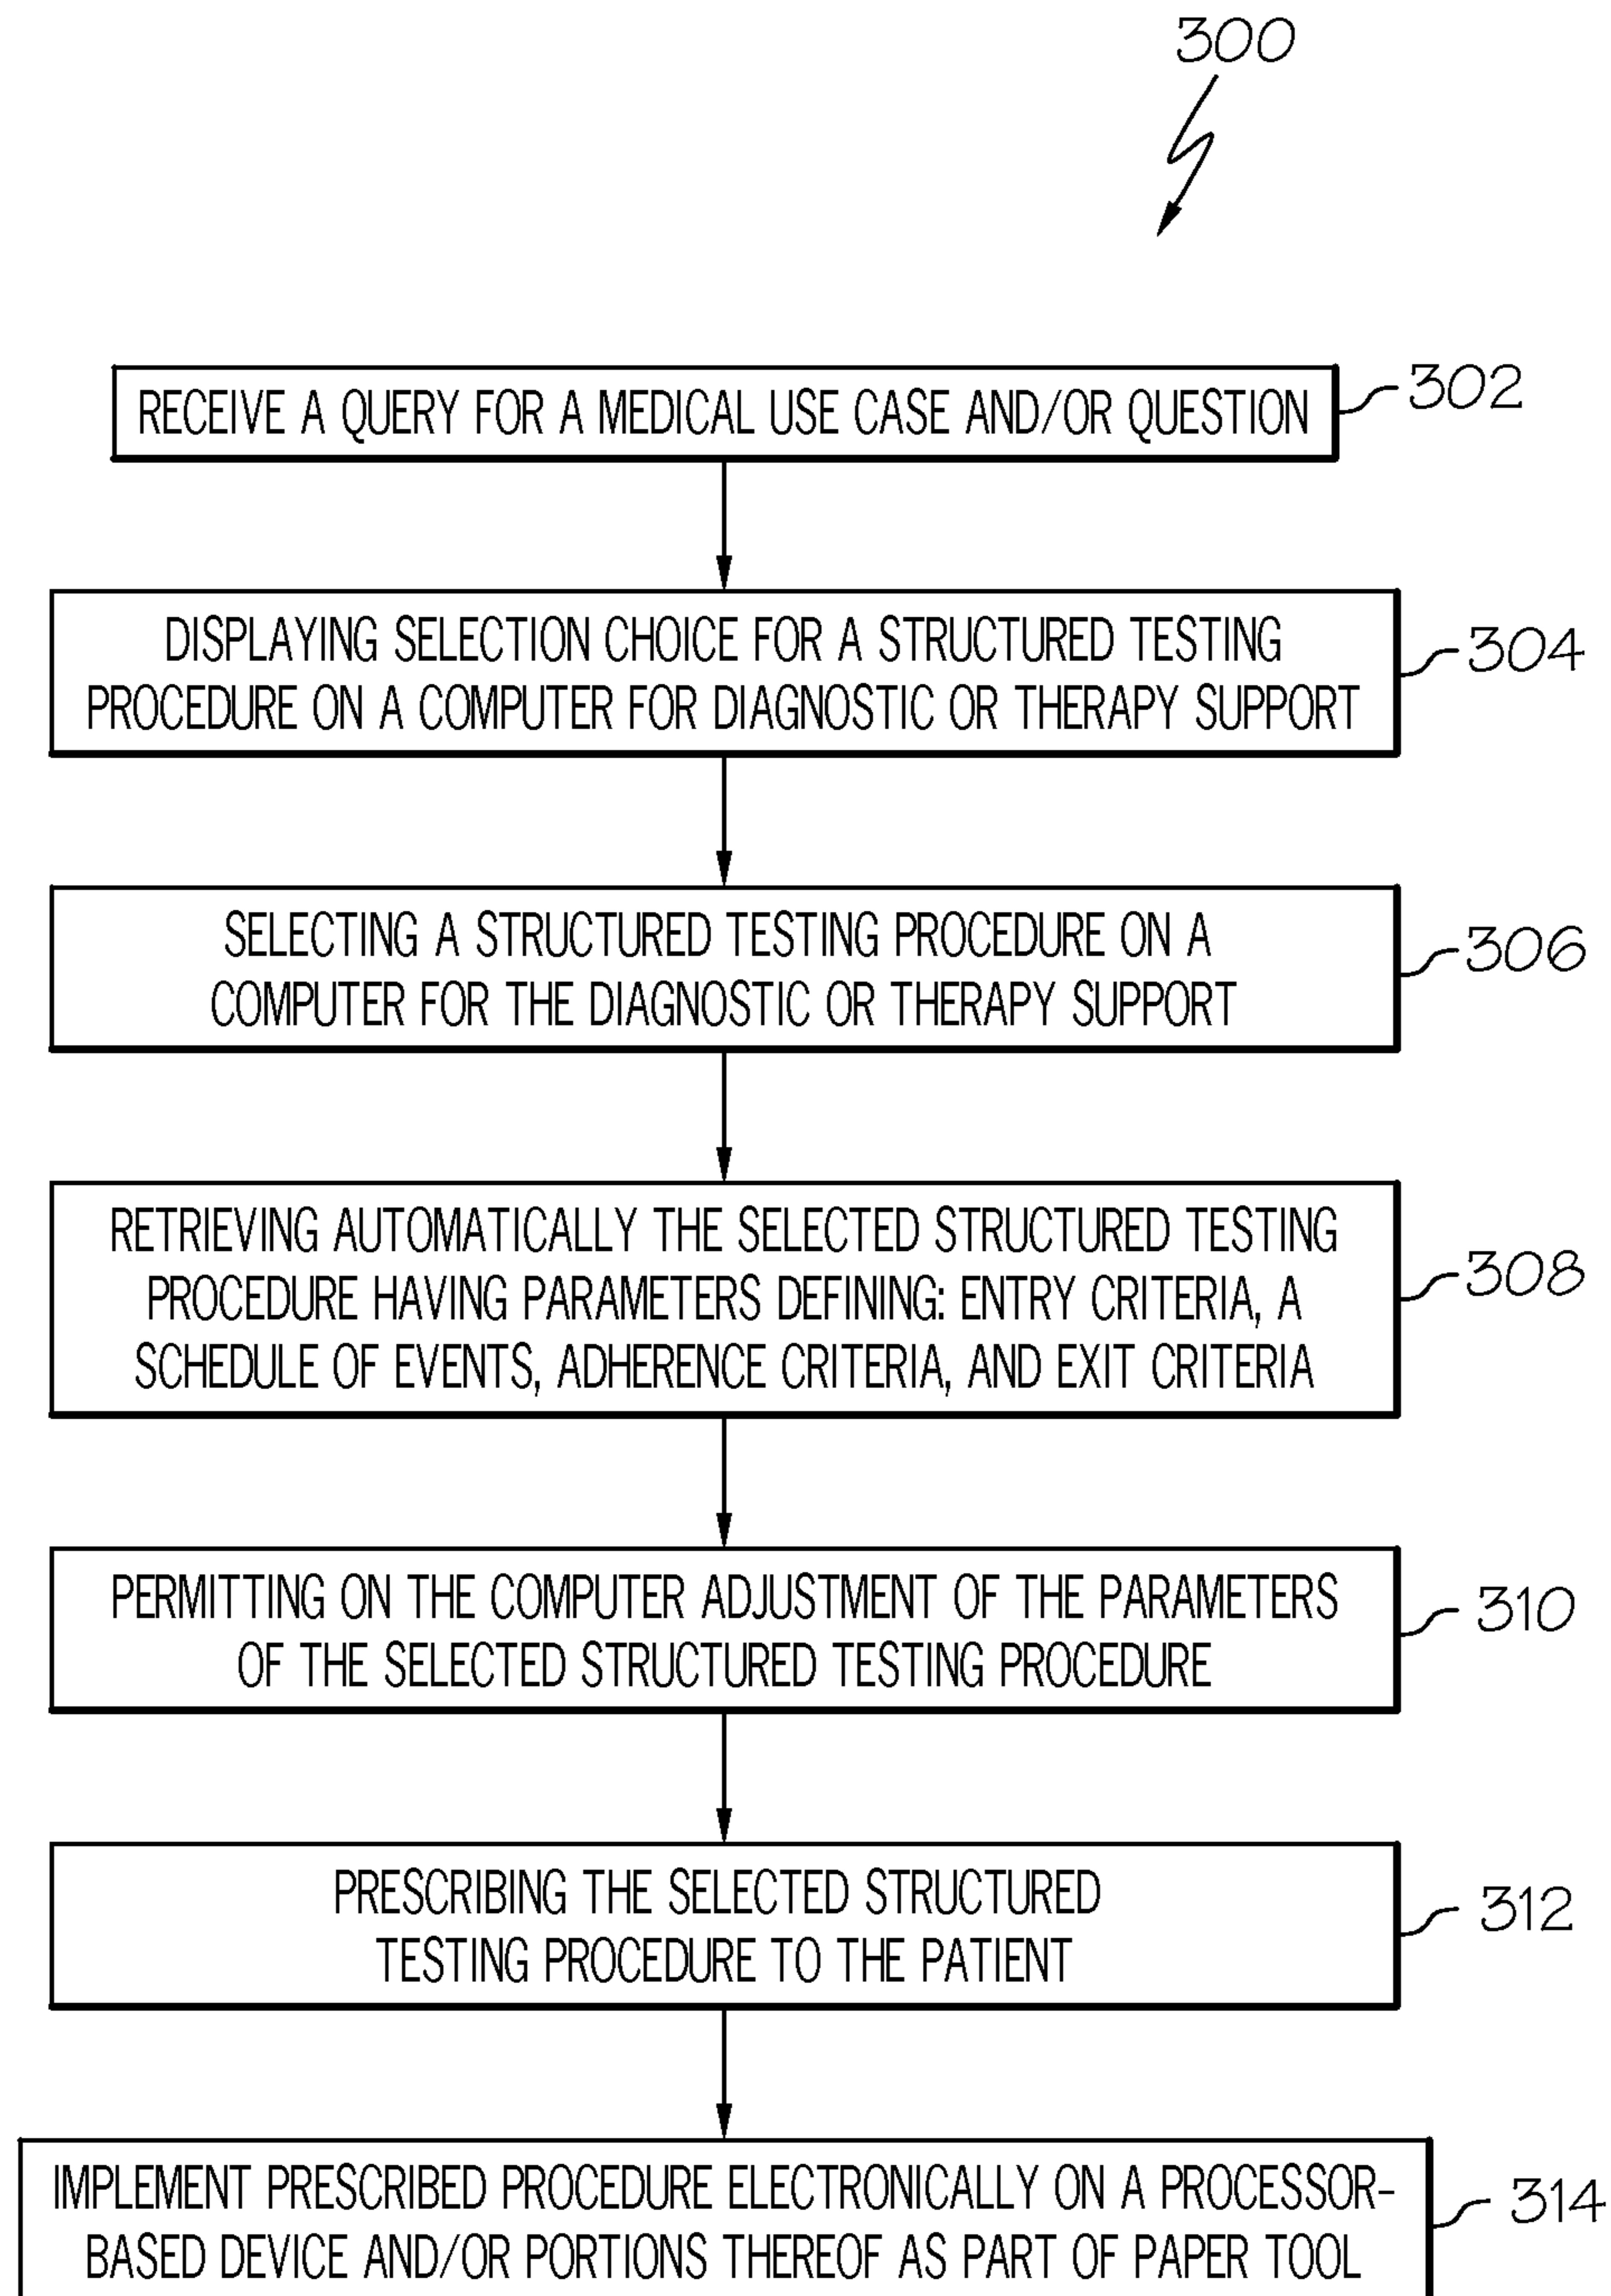 300
RECEIVE A QUERY FOR A MEDICAL USE CASE AND/OR QUESTION
302
DISPLAYING SELECTION CHOICE FOR A STRUCTURED TESTING
PROCEDURE ON A COMPUTER FOR DIAGNOSTIC OR THERAPY SUPPORT
304
SELECTING A STRUCTURED TESTING PROCEDURE ON A
COMPUTER FOR THE DIAGNOSTIC OR THERAPY SUPPORT
306
RETRIEVING AUTOMATICALLY THE SELECTED STRUCTURED TESTING
PROCEDURE HAVING PARAMETERS DEFINING: ENTRY CRITERIA, A
SCHEDULE OF EVENTS, ADHERENCE CRITERIA, AND EXIT CRITERIA
308
PERMITTING ON THE COMPUTER ADJUSTMENT OF THE PARAMETERS
OF THE SELECTED STRUCTURED TESTING PROCEDURE
310
PRESCRIBING THE SELECTED STRUCTURED
TESTING PROCEDURE TO THE PATIENT
312
IMPLEMENT PRESCRIBED PROCEDURE ELECTRONICALLY ON A PROCESSOR-
BASED DEVICE AND/OR PORTIONS THEREOF AS PART OF PAPER TOOL
314